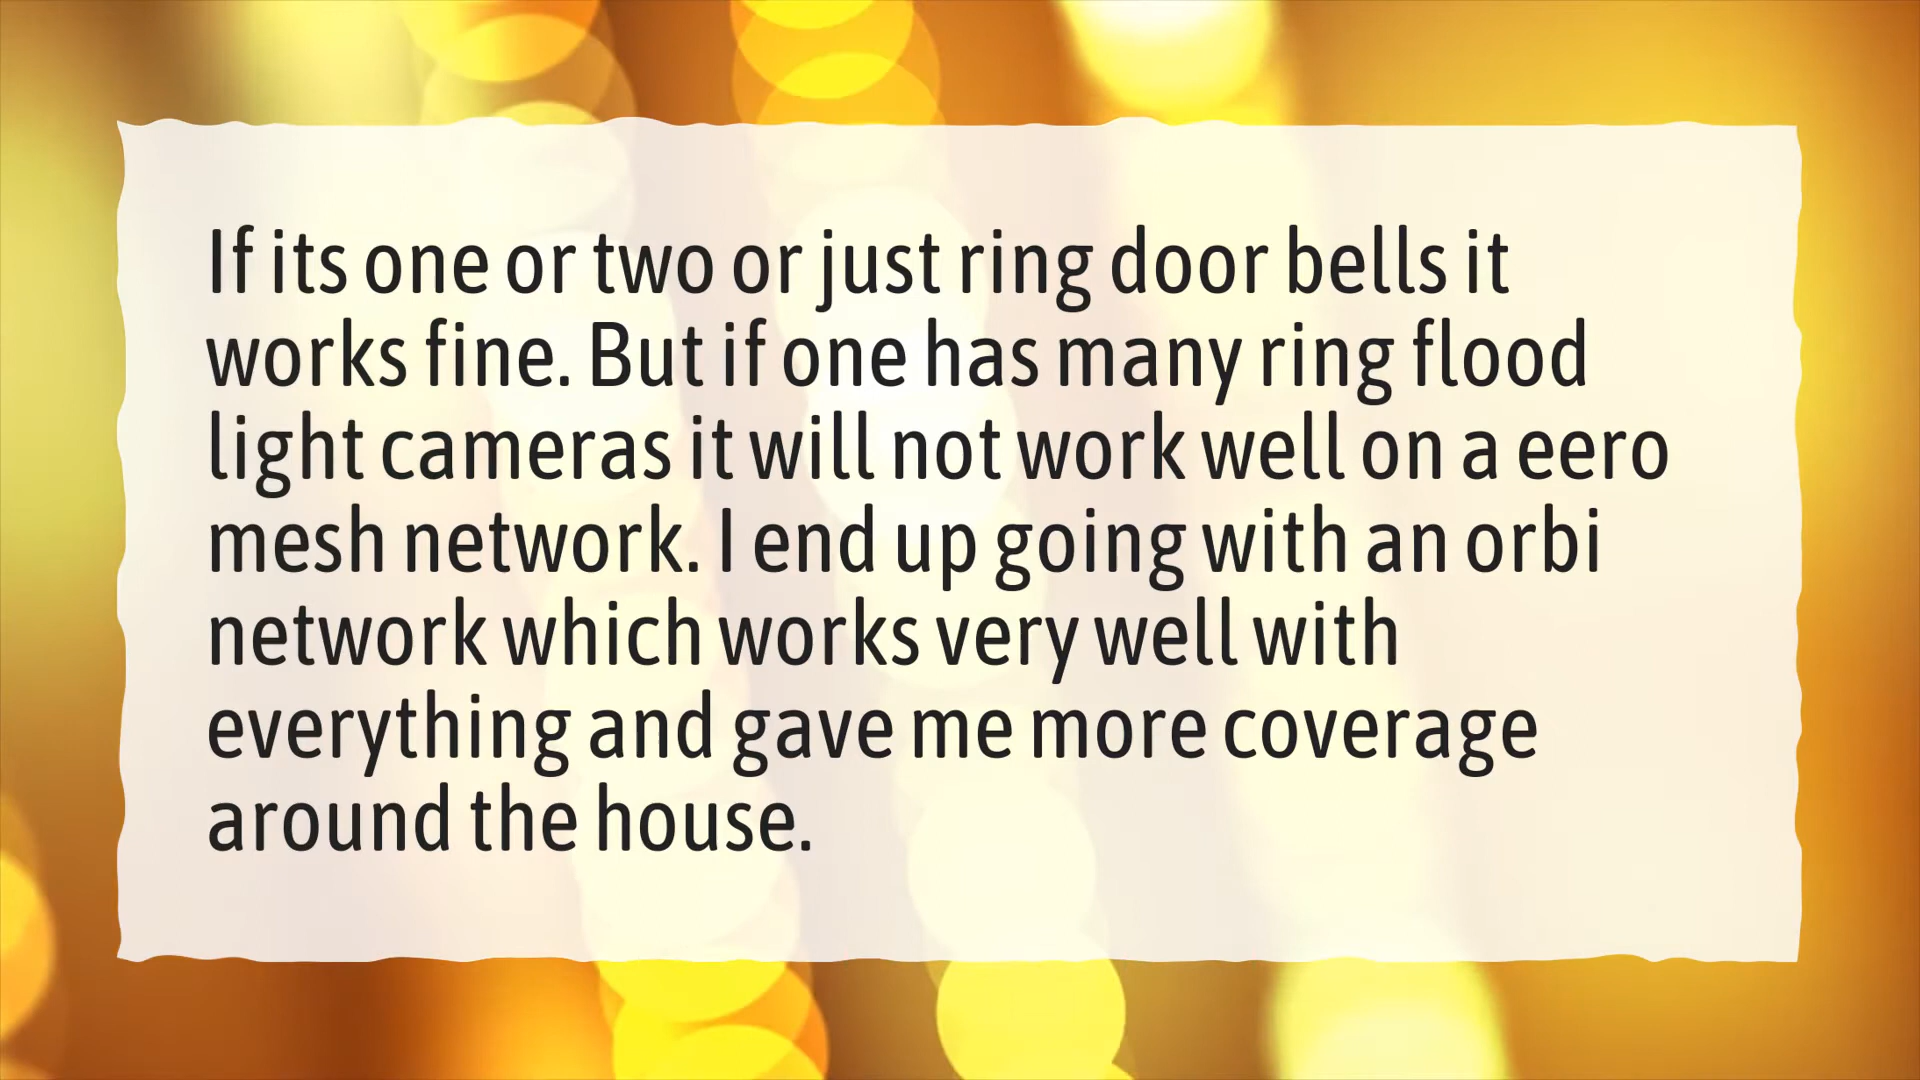 If its one or two or just ring door bells it
works fine. But if one has many ring flood
light cameras it will not work well on a eero
mesh network. I end up going with an orbi
network which works very well with
everything and gave me more coverage
around the house.